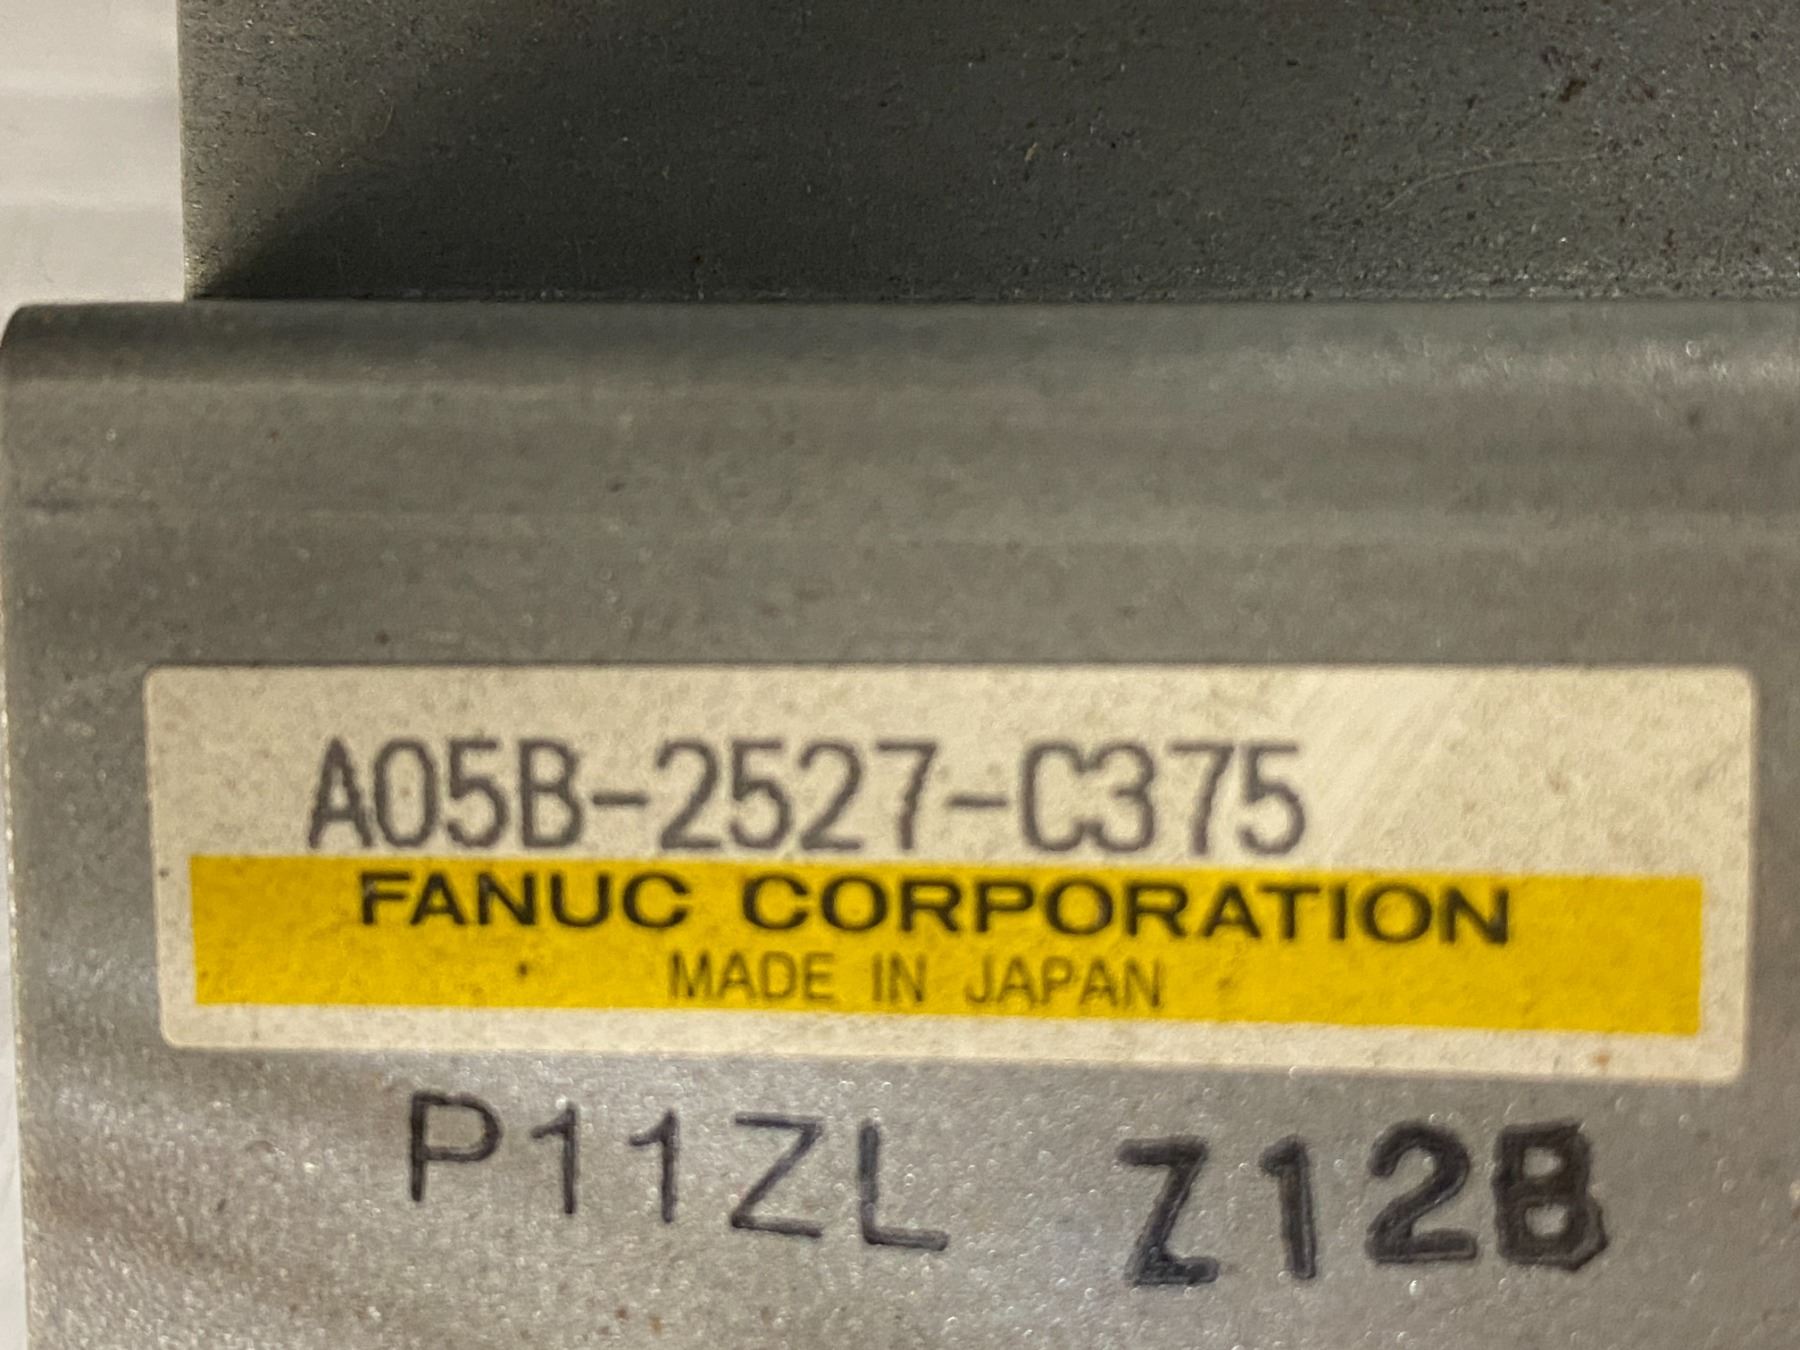 A05B-2527-C375
FANUC CORPORATION
MADE IN JAPAN
P11ZL Z12B